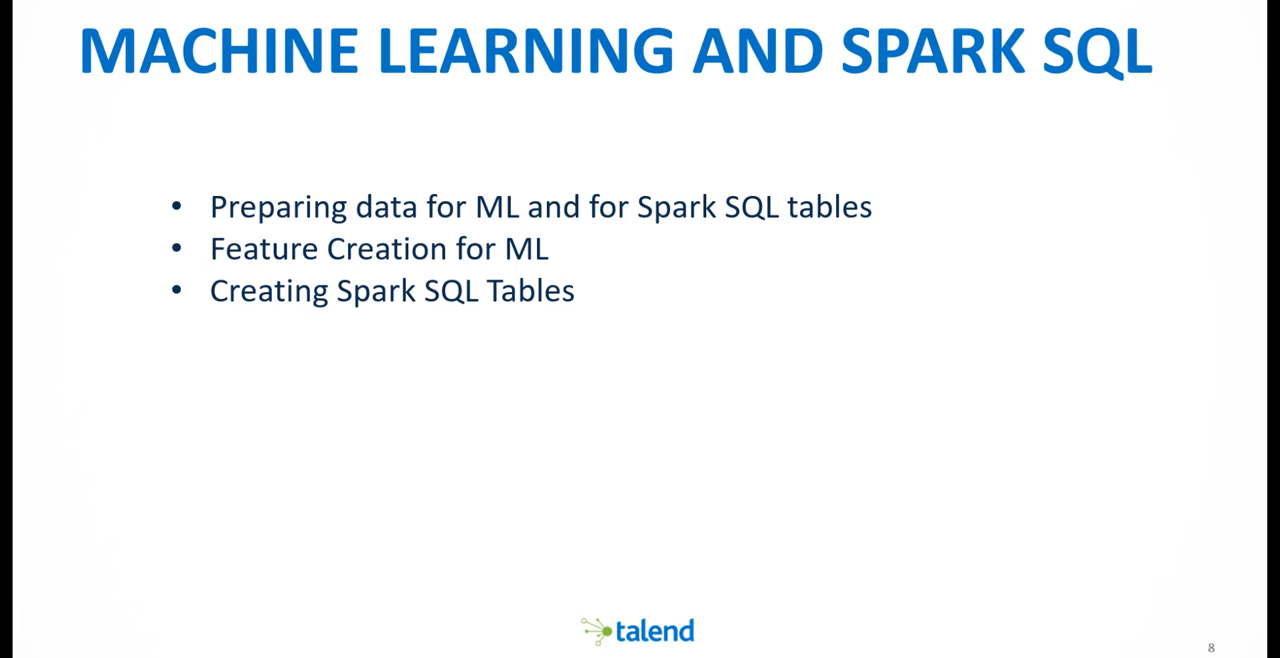 MACHINE LEARNING AND SPARK SQL
• Preparing data for ML and for Spark SQL tables
• Feature Creation for ML
• Creating Spark SQL Tables
talend
8